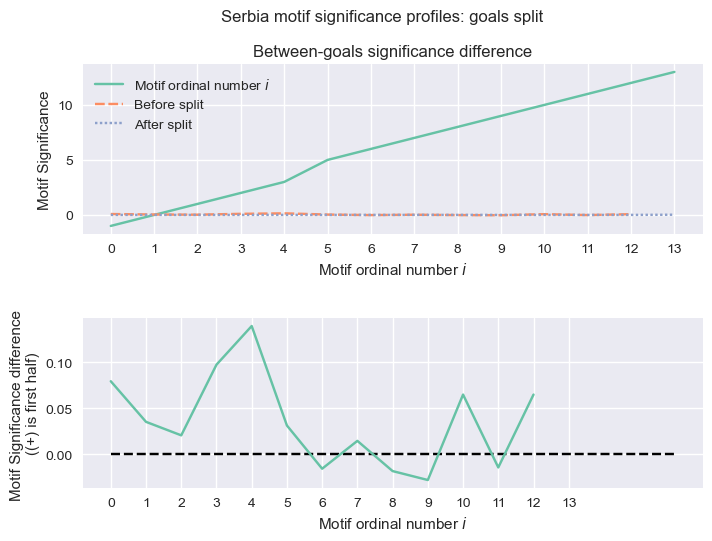 Serbia motif significance profiles: goals split
Between-goals significance difference
Motif Significance
10
5
0
Motif ordinal number i
Before split
After split
0 1 2 3 4 5 6 7 8 9 10 11 12 13
Motif ordinal number i
Motif Significance difference
((+) is first half)
0.10
0.05
0.00
0 1 2 3 4 5 6 7 8 9 10 11 12 13
Motif ordinal number i